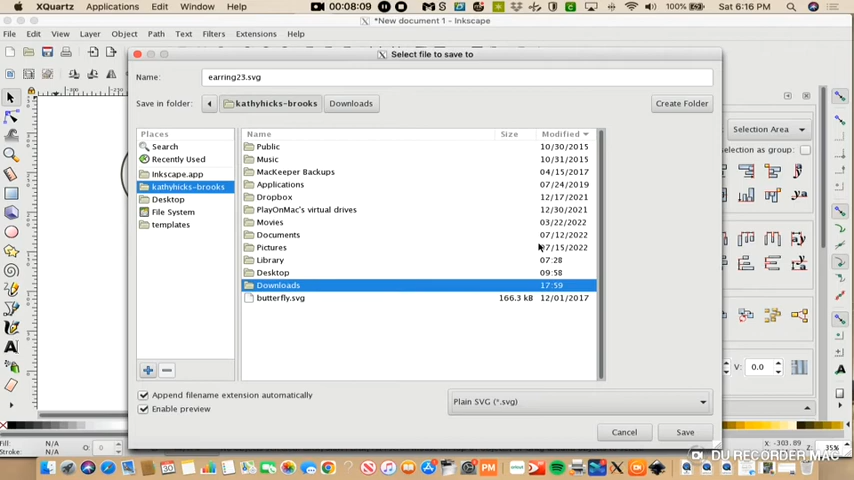 XQuartz Applications Edit Window Help 00:08:09 100% Sat 6:16 PM
*New document 1 - Inkscape
File Edit View Layer Object Path Text Filters Extensions Help
Select file to save to
Name: earring23.svg
Save in folder: kathyhicks-brooks Downloads Create Folder
Places
Search
Recently Used
Inkscape.app
kathyhicks-brooks
Desktop
File System
templates
Name Size Modified
Public 10/30/2015
Music 10/31/2015
MacKeeper Backups 04/15/2017
Applications 07/24/2019
Dropbox 12/17/2021
PlayOnMac's virtual drives 12/30/2021
Movies 03/22/2022
Documents 07/12/2022
Pictures 07/15/2022
Library 07:28
Desktop 09:58
Downloads 17:59
butterfly.svg 166.3 kB 12/01/2017
Selection Area
selection as group:
V: 0.0
Append filename extension automatically
Enable preview
Plain SVG (*.svg)
Cancel Save
Fill: N/A
Stroke: N/A
O: 0
X: -303.89
35%
DU RECORDER MAC